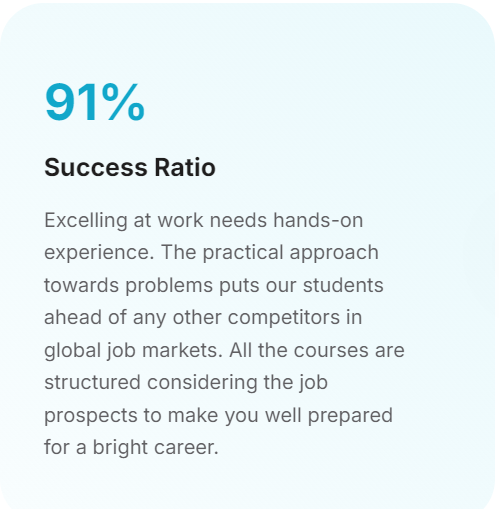 91%
Success Ratio
Excelling at work needs hands-on
experience. The practical approach
towards problems puts our students
ahead of any other competitors in
global job markets. All the courses are
structured considering the job
prospects to make you well prepared
for a bright career.